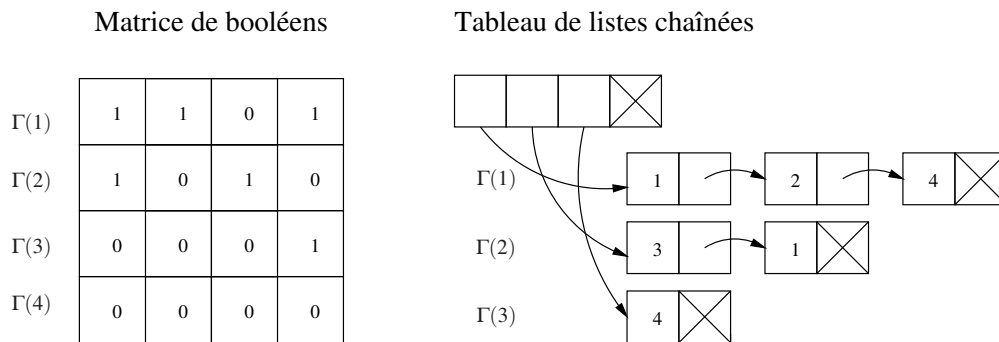 Matrice de booléens
Γ(1) 1 1 0 1
Γ(2) 1 0 1 0
Γ(3) 0 0 0 1
Γ(4) 0 0 0 0
Tableau de listes chaînées
Γ(1) 1 2 4
Γ(2) 3 1
Γ(3) 4